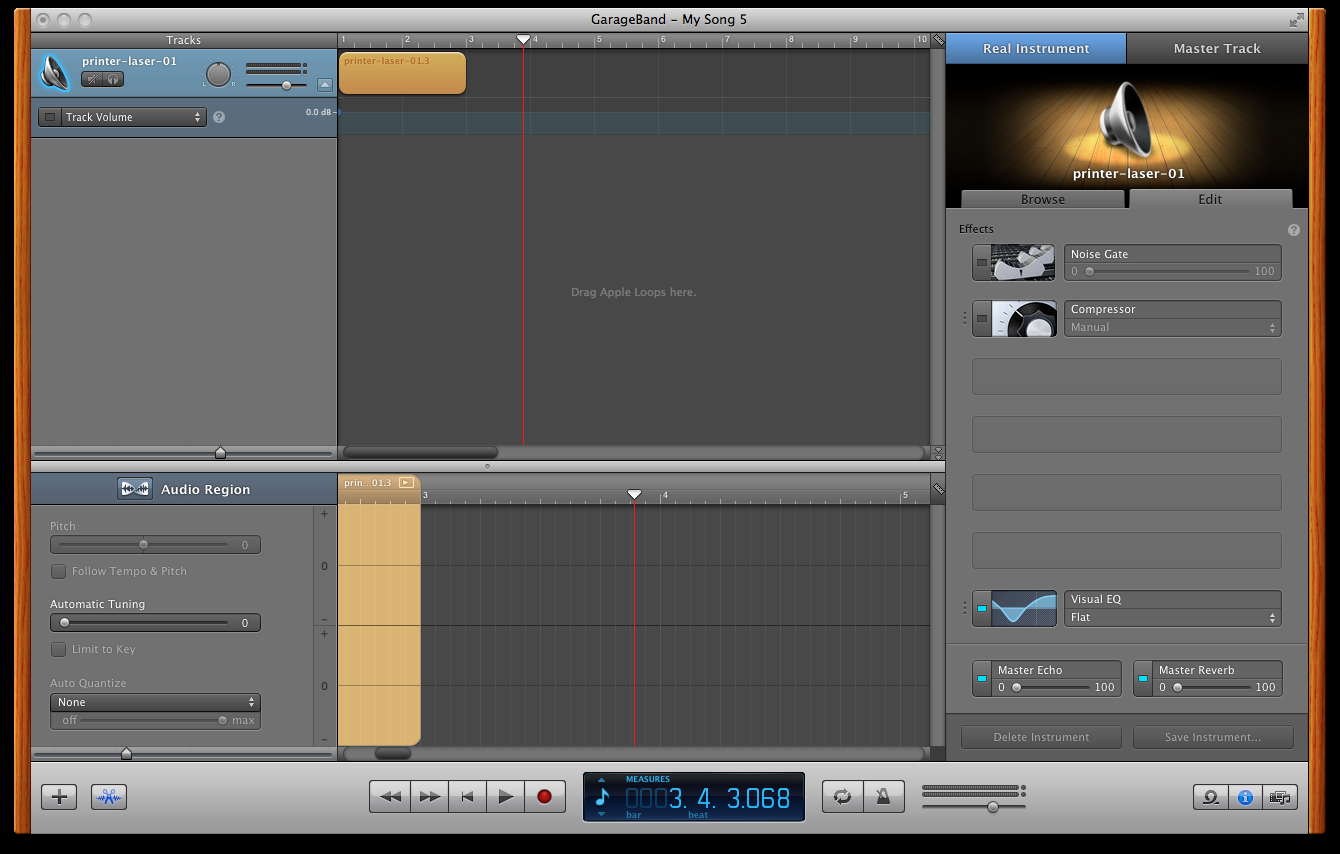 GarageBand – My Song 5
Tracks
1 2 3 4 5 6 7 8 9 10
printer-laser-01
L R
Track Volume
?
0.0 dB
printer-laser-01.3
Drag Apple Loops here.
Real Instrument
Master Track
printer-laser-01
Browse
Edit
Effects
?
Noise Gate
0 100
Compressor
Manual
Visual EQ
Flat
Master Echo
0 100
Master Reverb
0 100
Delete Instrument
Save Instrument...
Audio Region
prin...01.3
3 4 5
Pitch
0
Follow Tempo & Pitch
Automatic Tuning
0
Limit to Key
Auto Quantize
None
off max
+
0
–
+
0
–
MEASURES
0003. 4. 3.068
bar beat